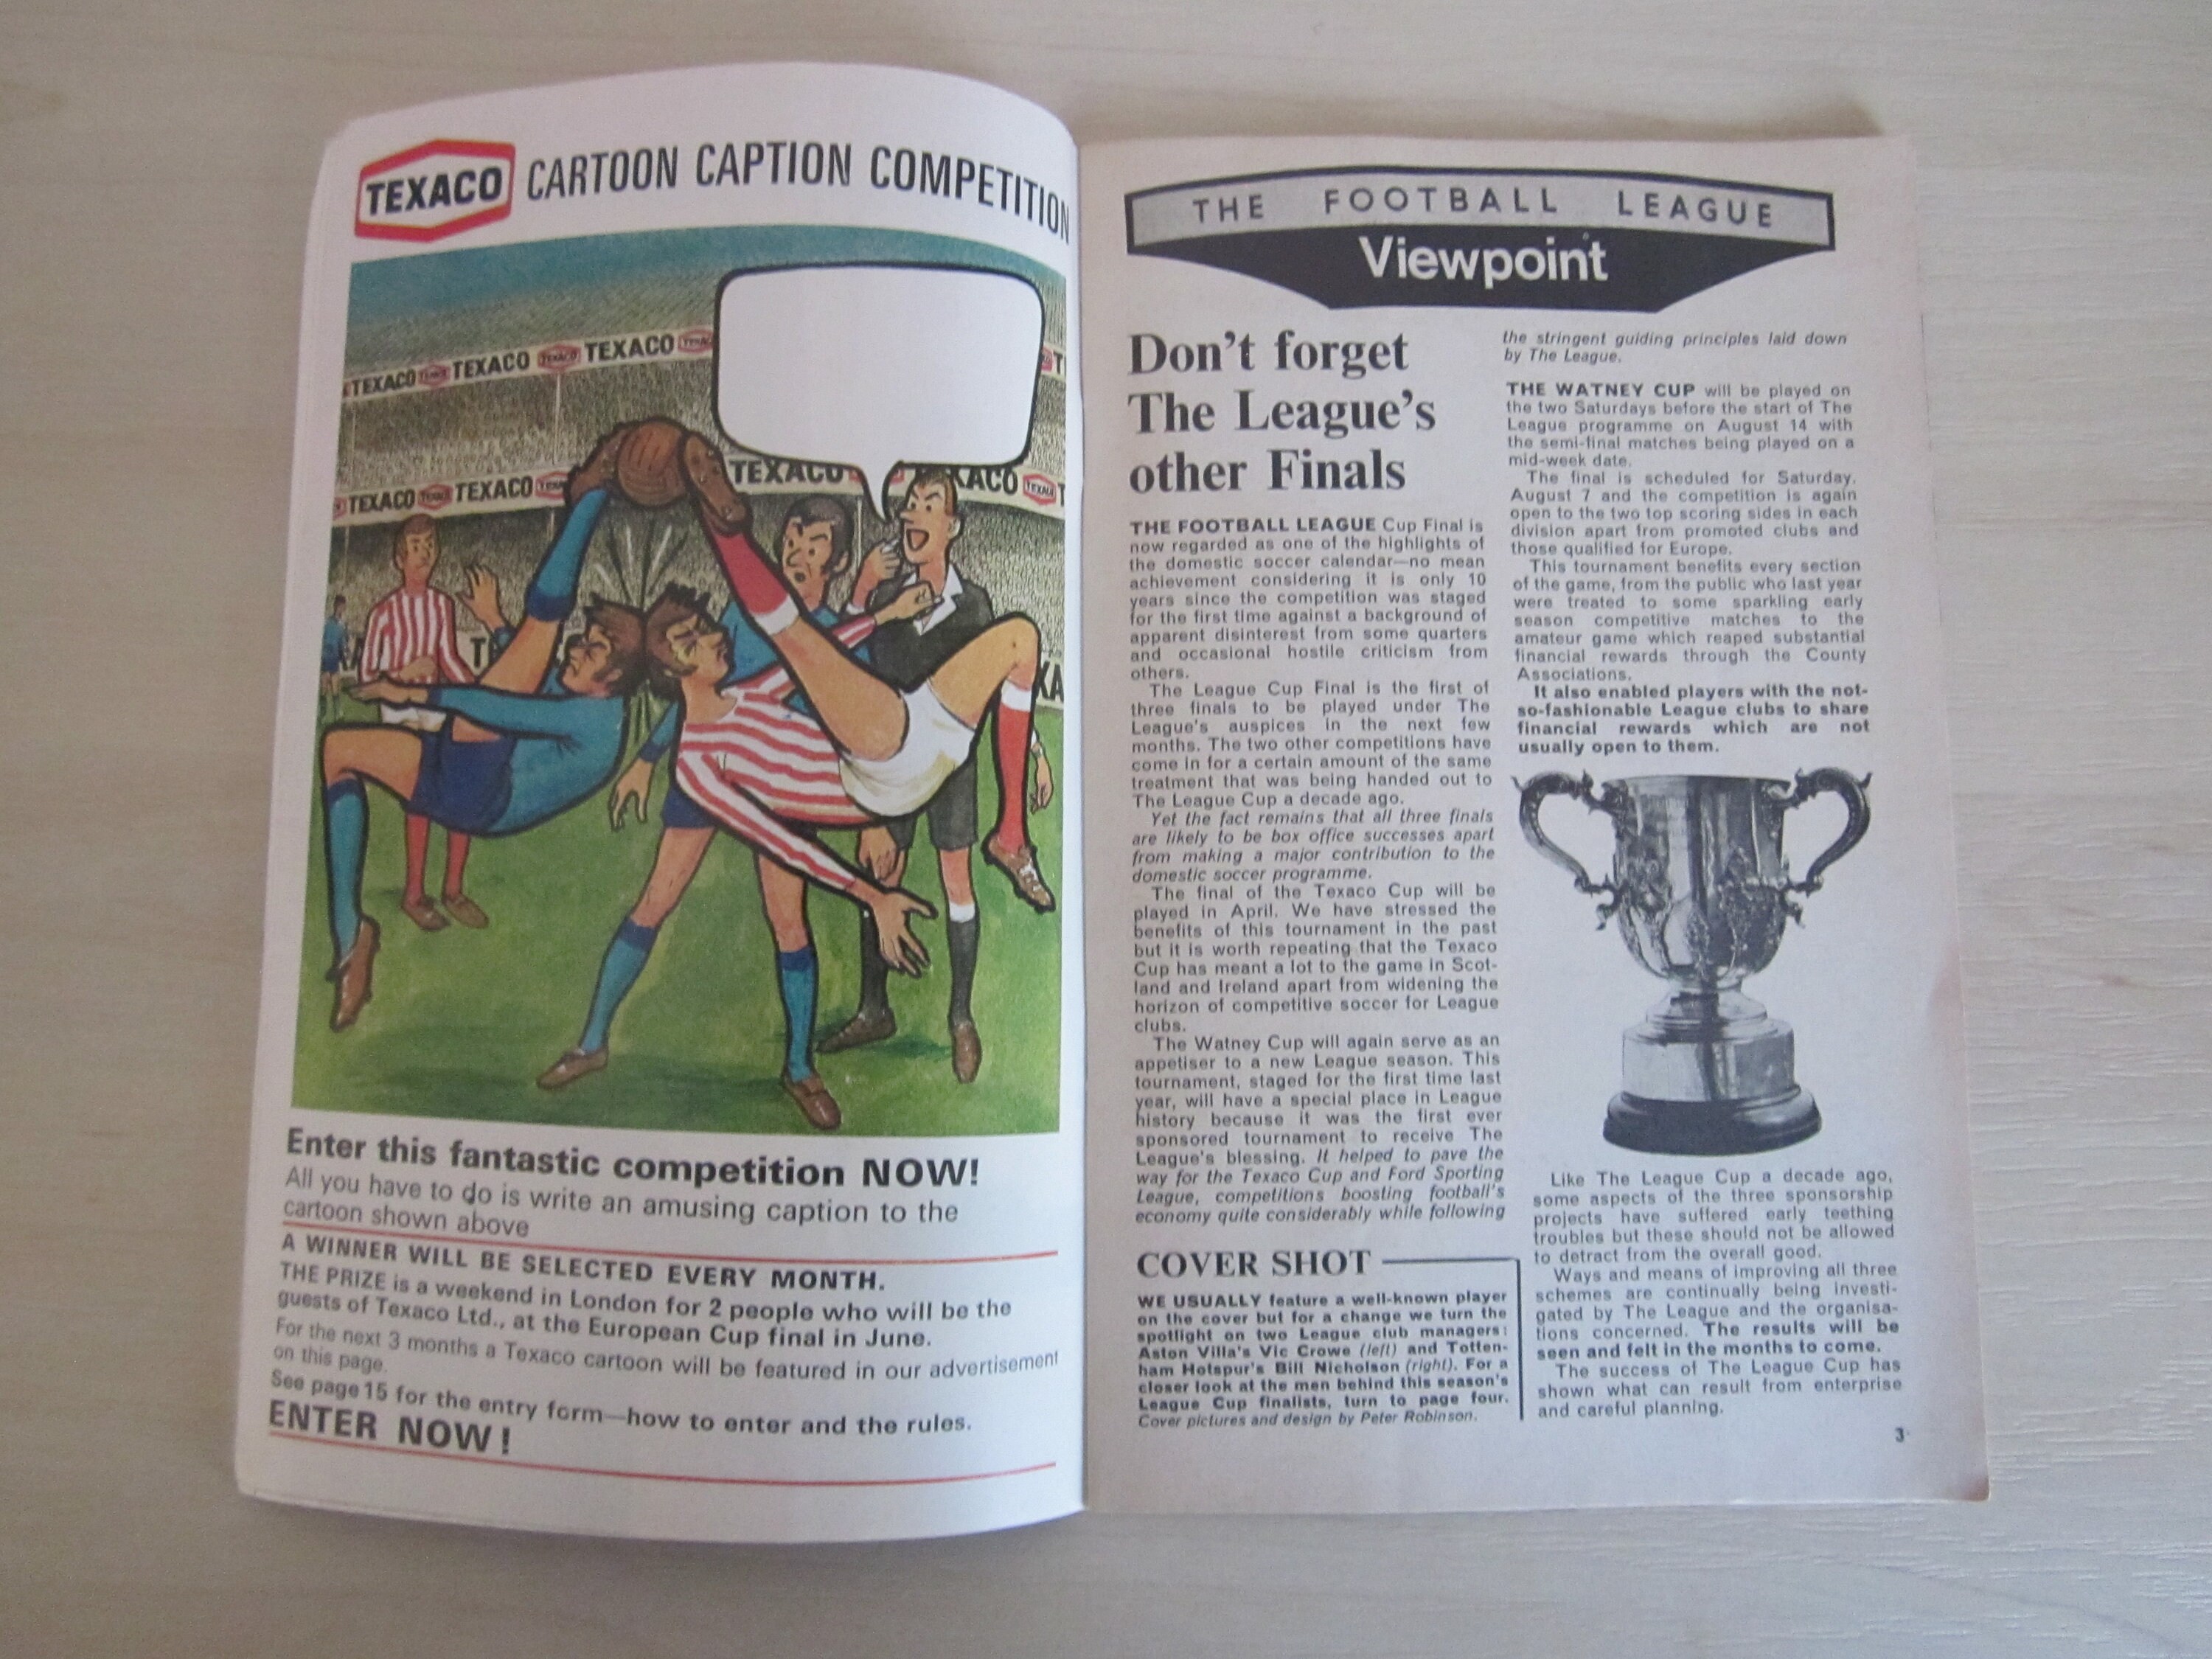 TEXACO CARTOON CAPTION COMPETITION
TEXACO TEXACO TEXACO
TEXACO TEXACO TEXACO
Enter this fantastic competition NOW!
All you have to do is write an amusing caption to the
cartoon shown above
A WINNER WILL BE SELECTED EVERY MONTH.
THE PRIZE is a weekend in London for 2 people who will be the
guests of Texaco Ltd., at the European Cup final in June.
For the next 3 months a Texaco cartoon will be featured in our advertisement
on this page.
See page 15 for the entry form—how to enter and the rules.
ENTER NOW!
THE FOOTBALL LEAGUE
Viewpoint
Don't forget
The League's
other Finals
THE FOOTBALL LEAGUE Cup Final is
now regarded as one of the highlights of
the domestic soccer calendar—no mean
achievement considering it is only 10
years since the competition was staged
for the first time against a background of
apparent disinterest from some quarters
and occasional hostile criticism from
others.
The League Cup Final is the first of
three finals to be played under The
League's auspices in the next few
months. The two other competitions have
come in for a certain amount of the same
treatment that was being handed out to
The League Cup a decade ago.
Yet the fact remains that all three finals
are likely to be box office successes apart
from making a major contribution to the
domestic soccer programme.
The final of the Texaco Cup will be
played in April. We have stressed the
benefits of this tournament in the past
but it is worth repeating that the Texaco
Cup has meant a lot to the game in Scot-
land and Ireland apart from widening the
horizon of competitive soccer for League
clubs.
The Watney Cup will again serve as an
appetiser to a new League season. This
tournament, staged for the first time last
year, will have a special place in League
history because it was the first ever
sponsored tournament to receive The
League's blessing. It helped to pave the
way for the Texaco Cup and Ford Sporting
League, competitions boosting football's
economy quite considerably while following
COVER SHOT
WE USUALLY feature a well-known player
on the cover but for a change we turn the
spotlight on two League club managers:
Aston Villa's Vic Crowe (left) and Totten-
ham Hotspur's Bill Nicholson (right). For a
closer look at the men behind this season's
League Cup finalists, turn to page four.
Cover pictures and design by Peter Robinson.
the stringent guiding principles laid down
by The League.
THE WATNEY CUP will be played on
the two Saturdays before the start of The
League programme on August 14 with
the semi-final matches being played on a
mid-week date.
The final is scheduled for Saturday,
August 7 and the competition is again
open to the two top scoring sides in each
division apart from promoted clubs and
those qualified for Europe.
This tournament benefits every section
of the game, from the public who last year
were treated to some sparkling early
season competitive matches to the
amateur game which reaped substantial
financial rewards through the County
Associations.
It also enabled players with the not-
so-fashionable League clubs to share
financial rewards which are not
usually open to them.
Like The League Cup a decade ago,
some aspects of the three sponsorship
projects have suffered early teething
troubles but these should not be allowed
to detract from the overall good.
Ways and means of improving all three
schemes are continually being investi-
gated by The League and the organisa-
tions concerned. The results will be
seen and felt in the months to come.
The success of The League Cup has
shown what can result from enterprise
and careful planning.
3